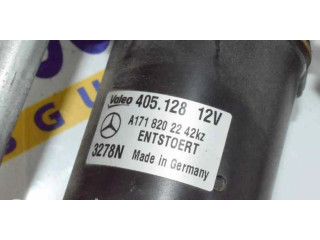 Valeo 405.128 12V
A171 820 22 42kz
ENTSTOERT
3278N Made in Germany